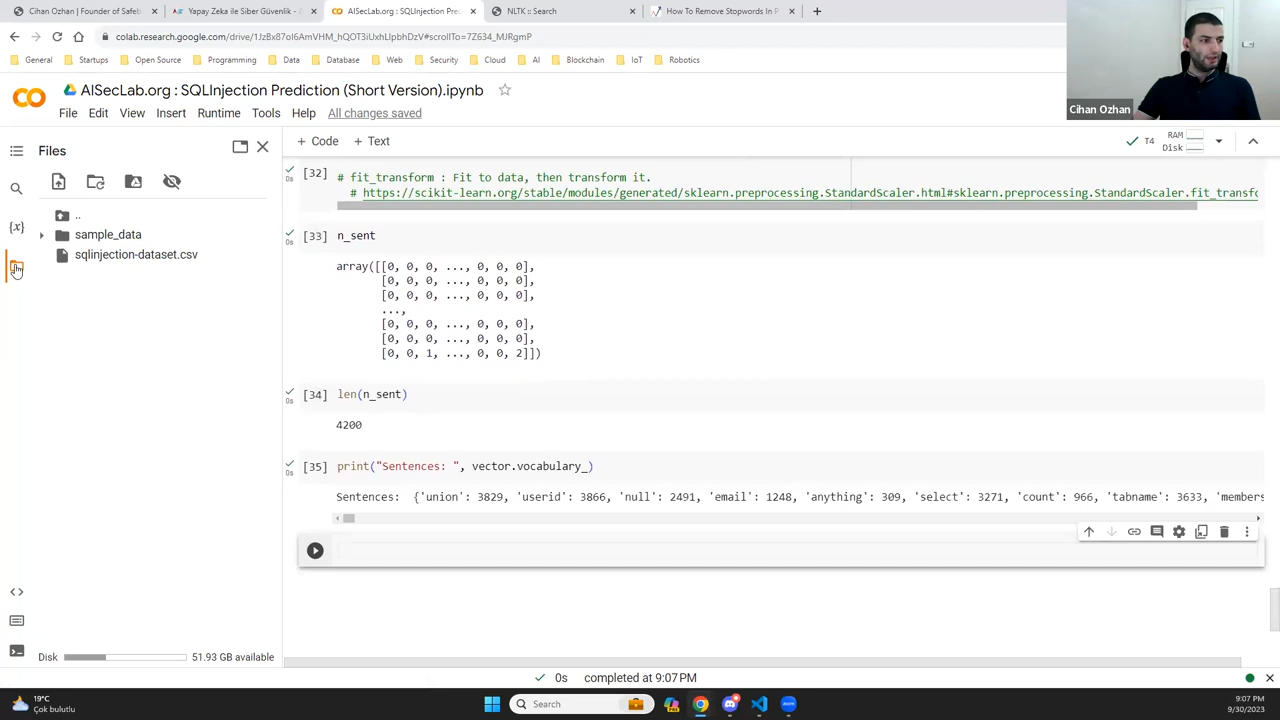 Cihan Ozhan | Founder of Safeb
Yapay Zeka ile Siber Güvenlik - A
AISecLab.org : SQLInjection Prec
NLTK :: Search
How To Remove Stopwords In P
colab.research.google.com/drive/1JzBx87oI6AmVHM_hQOT3iUxhLIpbhDzV#scrollTo=7Z634_MJRgmP
General
Startups
Open Source
Programming
Data
Database
Web
Security
Cloud
AI
Blockchain
IoT
Robotics
AISecLab.org : SQLInjection Prediction (Short Version).ipynb
Cihan Ozhan
File Edit View Insert Runtime Tools Help All changes saved
Files
+ Code + Text
T4
RAM
Disk
..
sample_data
sqlinjection-dataset.csv
[32]
0s
# fit_transform : Fit to data, then transform it.
# https://scikit-learn.org/stable/modules/generated/sklearn.preprocessing.StandardScaler.html#sklearn.preprocessing.StandardScaler.fit_transfo
[33] n_sent
0s
array([[0, 0, 0, ..., 0, 0, 0],
[0, 0, 0, ..., 0, 0, 0],
[0, 0, 0, ..., 0, 0, 0],
...,
[0, 0, 0, ..., 0, 0, 0],
[0, 0, 0, ..., 0, 0, 0],
[0, 0, 1, ..., 0, 0, 2]])
[34] len(n_sent)
0s
4200
[35] print("Sentences: ", vector.vocabulary_)
0s
Sentences: {'union': 3829, 'userid': 3866, 'null': 2491, 'email': 1248, 'anything': 309, 'select': 3271, 'count': 966, 'tabname': 3633, 'members
Disk 51.93 GB available
0s completed at 9:07 PM
19°C
Çok bulutlu
Search
9:07 PM
9/30/2023